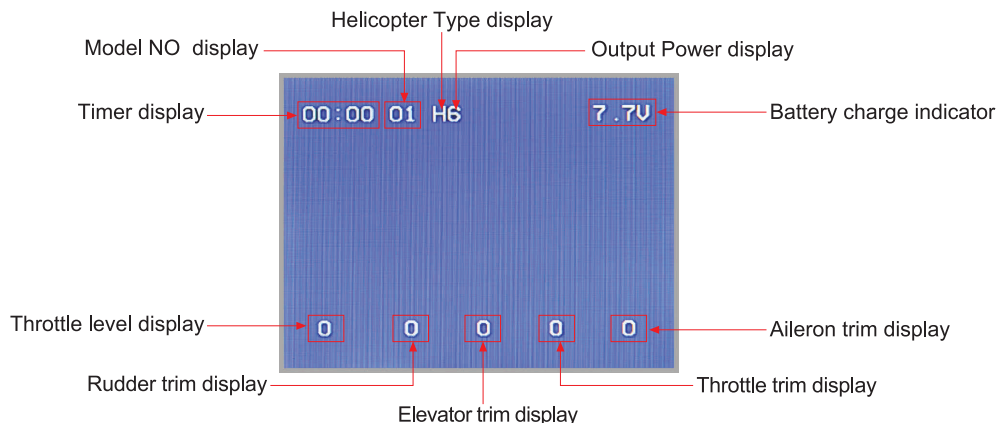 Helicopter Type display
Model NO display
Output Power display
Timer display
00:00 01 H6
7.7V
Battery charge indicator
Throttle level display
0 0 0 0 0
Aileron trim display
Rudder trim display
Throttle trim display
Elevator trim display